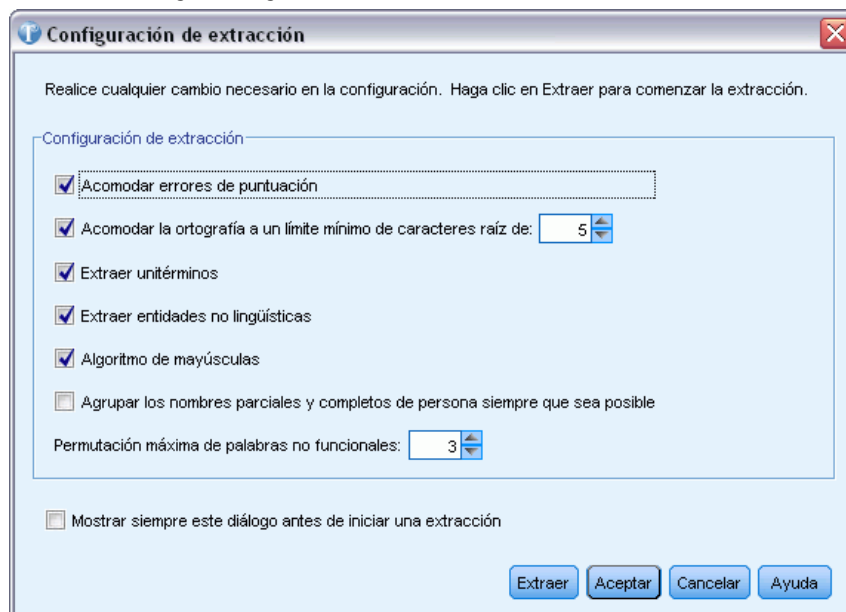 Configuración de extracción
Realice cualquier cambio necesario en la configuración. Haga clic en Extraer para comenzar la extracción.
Configuración de extracción
Acomodar errores de puntuación
Acomodar la ortografía a un límite mínimo de caracteres raíz de: 5
Extraer unitérminos
Extraer entidades no lingüísticas
Algoritmo de mayúsculas
Agrupar los nombres parciales y completos de persona siempre que sea posible
Permutación máxima de palabras no funcionales: 3
Mostrar siempre este diálogo antes de iniciar una extracción
Extraer Aceptar Cancelar Ayuda